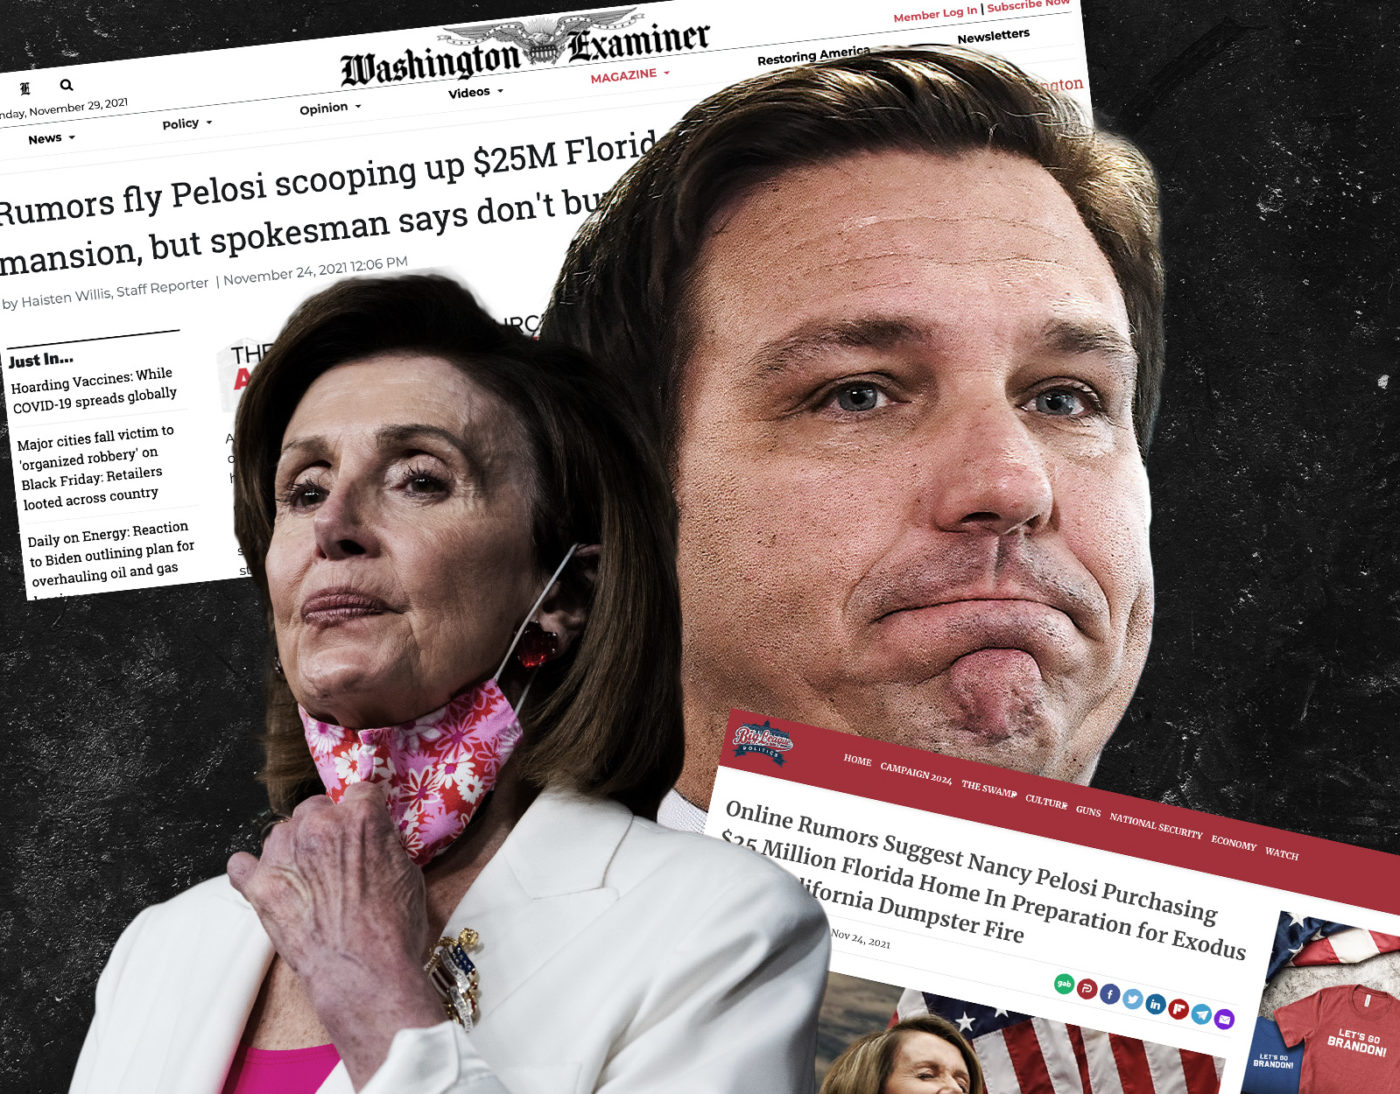 Washington Examiner
Member Log In | Subscribe Now
nday, November 29, 2021
News
Policy
Opinion
Videos
MAGAZINE
Restoring America
Newsletters
ngton
Rumors fly Pelosi scooping up $25M Florid
mansion, but spokesman says don't bu
by Haisten Willis, Staff Reporter | November 24, 2021 12:06 PM
Just In...
Hoarding Vaccines: While
COVID-19 spreads globally
Major cities fall victim to
'organized robbery' on
Black Friday: Retailers
looted across country
Daily on Energy: Reaction
to Biden outlining plan for
overhauling oil and gas
THE
A
Big League
POLITICS
HOME CAMPAIGN 2024 THE SWAMP CULTURE GUNS NATIONAL SECURITY ECONOMY WATCH
Online Rumors Suggest Nancy Pelosi Purchasing
$25 Million Florida Home In Preparation for Exodus
lifornia Dumpster Fire
Nov 24, 2021
gab
LET'S GO
BRANDON!
LET'S GO
BRANDON!